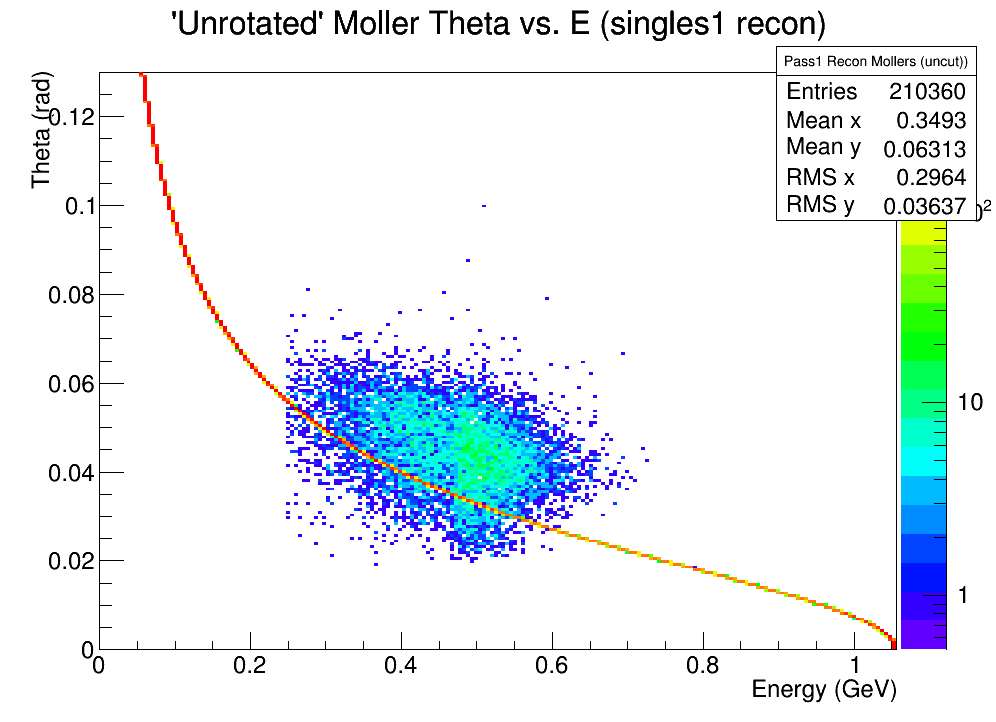 'Unrotated' Moller Theta vs. E (singles1 recon)
Pass1 Recon Mollers (uncut))
Entries 210360
Mean x 0.3493
Mean y 0.06313
RMS x 0.2964
RMS y 0.03637
Theta (rad)
0.12
0.1
0.08
0.06
0.04
0.02
0
0 0.2 0.4 0.6 0.8 1
Energy (GeV)
10
1